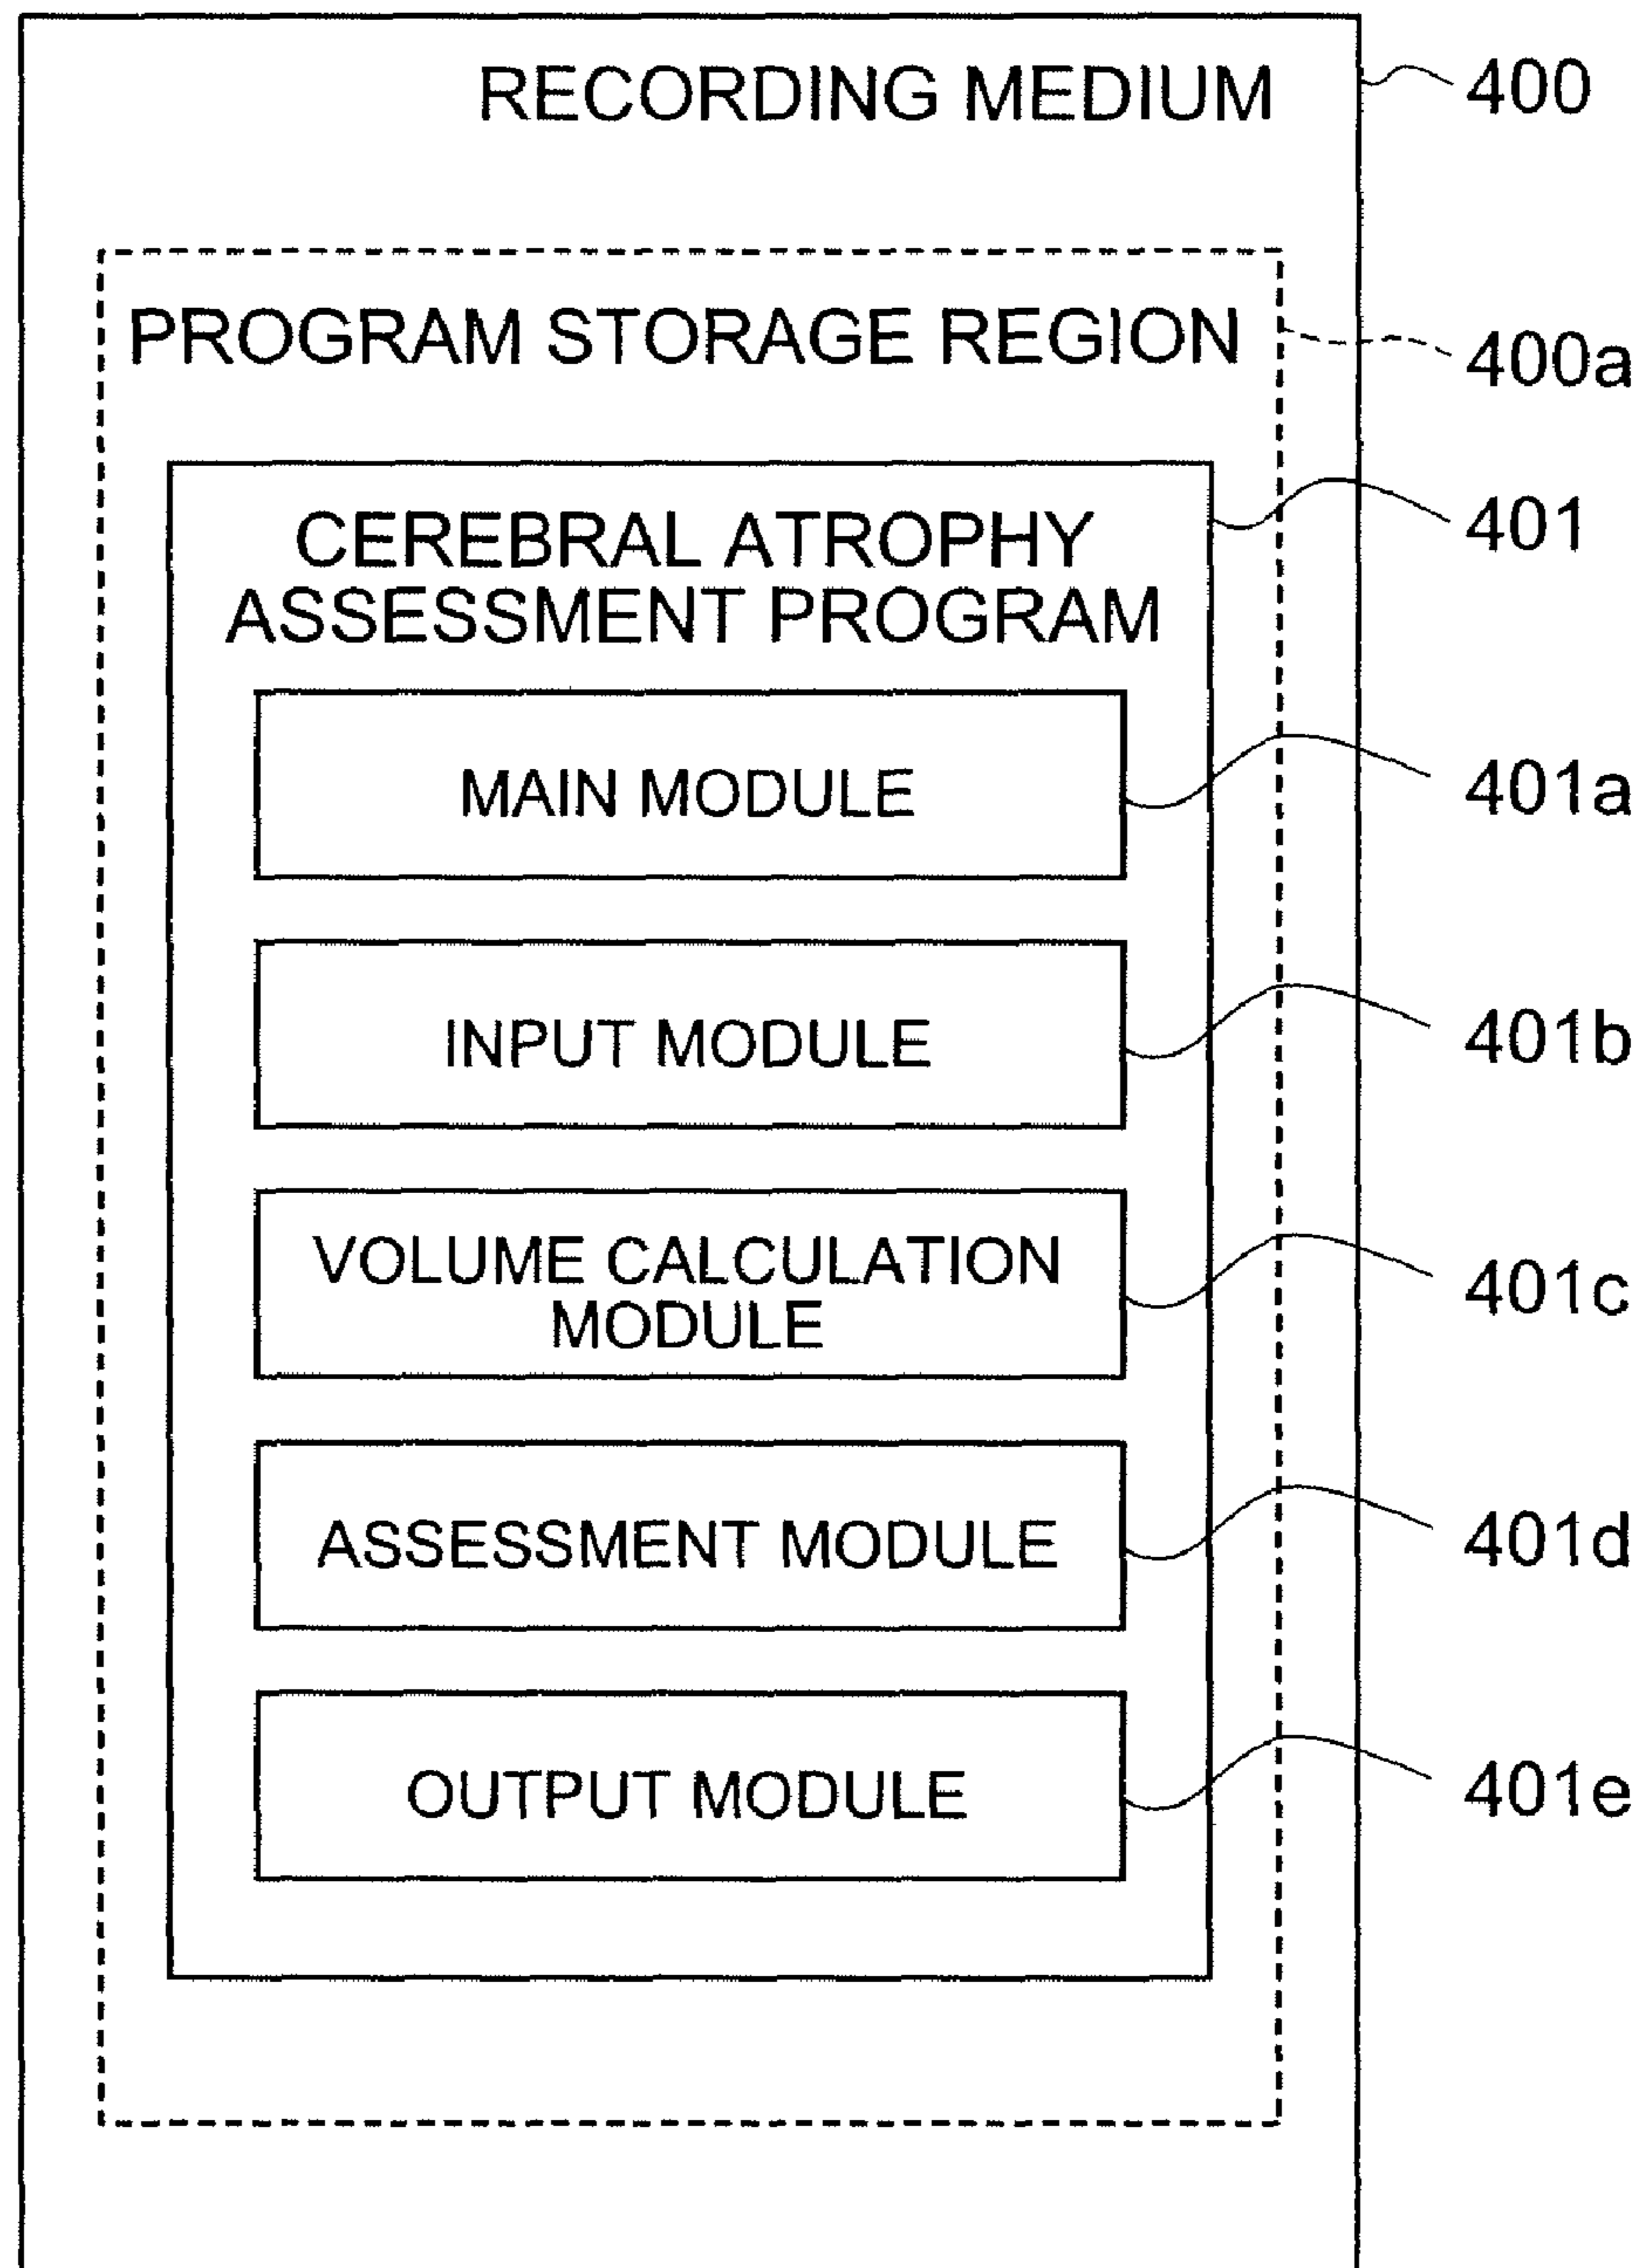 RECORDING MEDIUM
400
PROGRAM STORAGE REGION
400a
CEREBRAL ATROPHY
ASSESSMENT PROGRAM
401
MAIN MODULE
401a
INPUT MODULE
401b
VOLUME CALCULATION
MODULE
401c
ASSESSMENT MODULE
401d
OUTPUT MODULE
401e